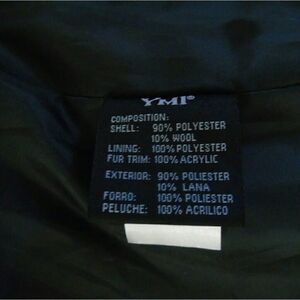 YMI®
COMPOSITION:
SHELL: 90% POLYESTER
10% WOOL
LINING: 100% POLYESTER
FUR TRIM: 100% ACRYLIC
EXTERIOR: 90% POLIESTER
10% LANA
FORRO: 100% POLIESTER
PELUCHE: 100% ACRILICO